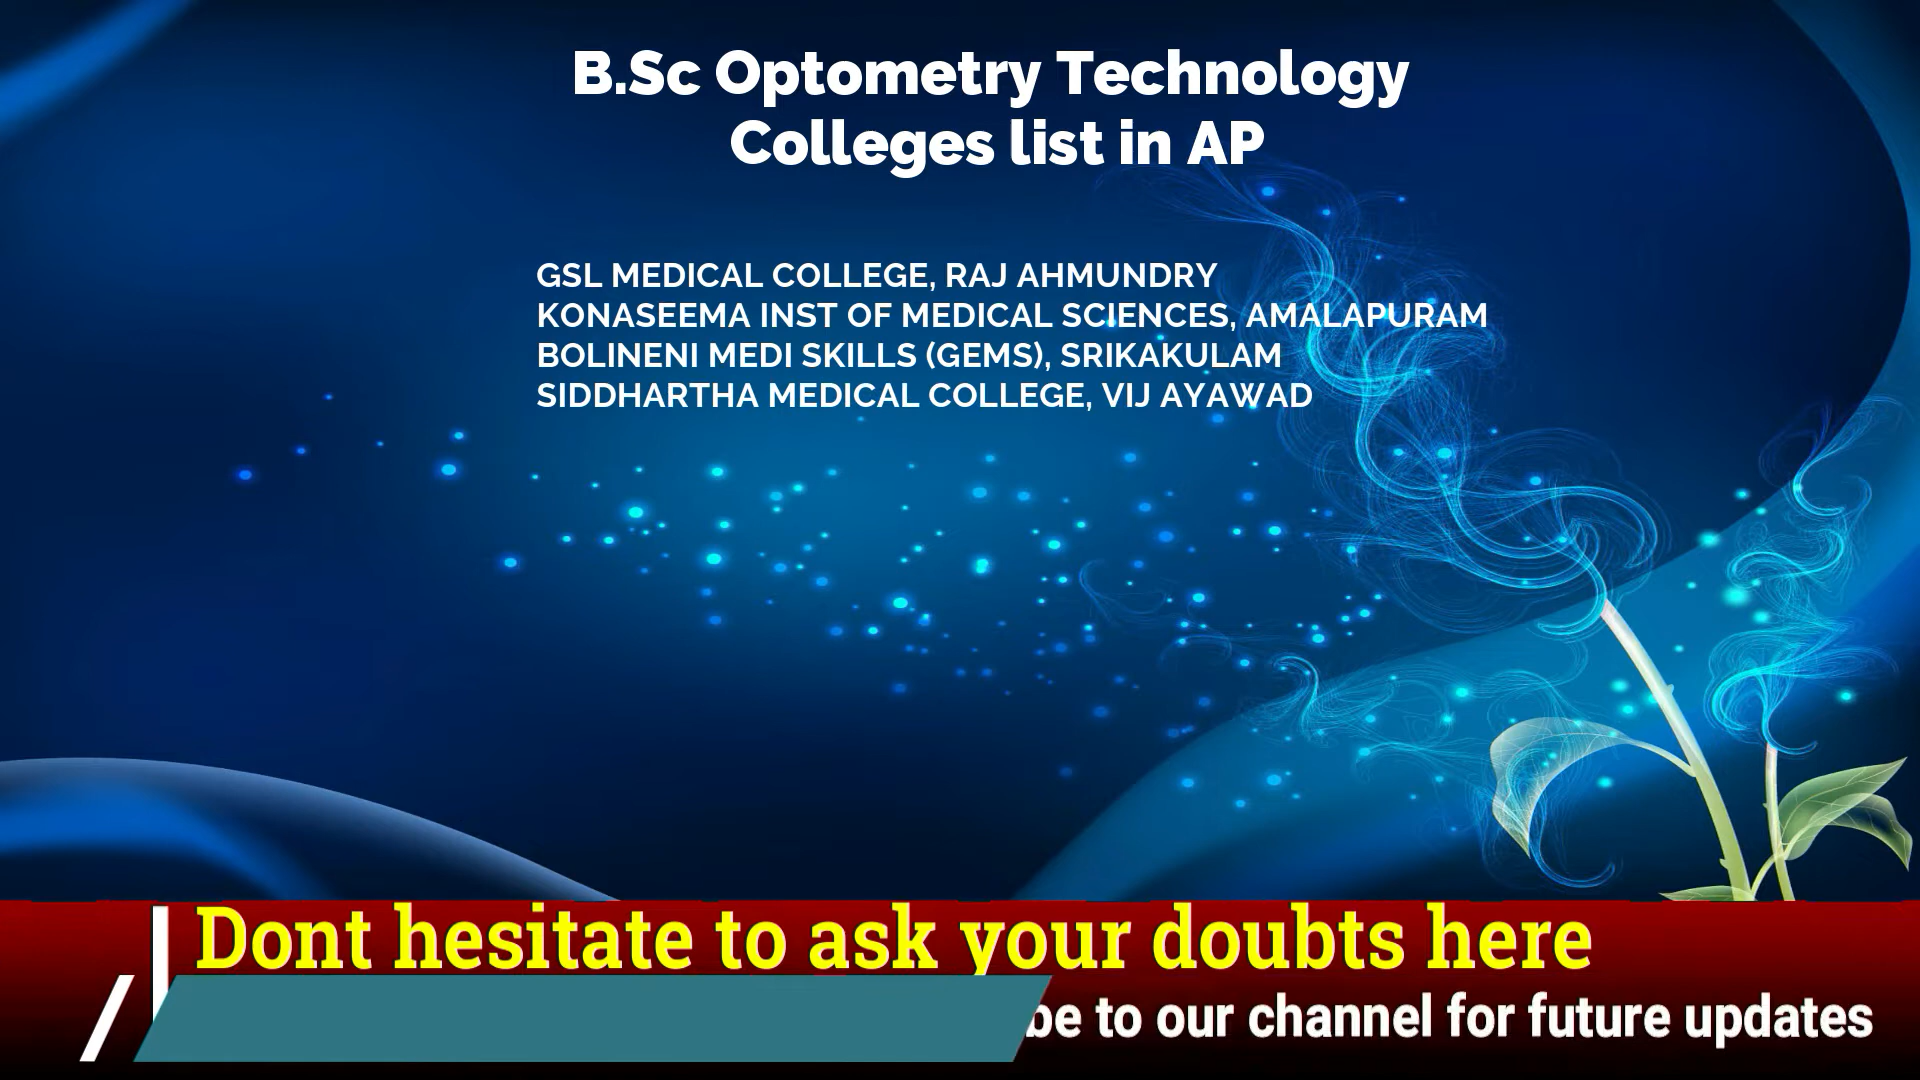 B.Sc Optometry Technology
Colleges list in AP
GSL MEDICAL COLLEGE, RAJ AHMUNDRY
KONASEEMA INST OF MEDICAL SCIENCES, AMALAPURAM
BOLINENI MEDI SKILLS (GEMS), SRIKAKULAM
SIDDHARTHA MEDICAL COLLEGE, VIJ AYAWAD
Dont hesitate to ask your doubts here
to our channel for future updates